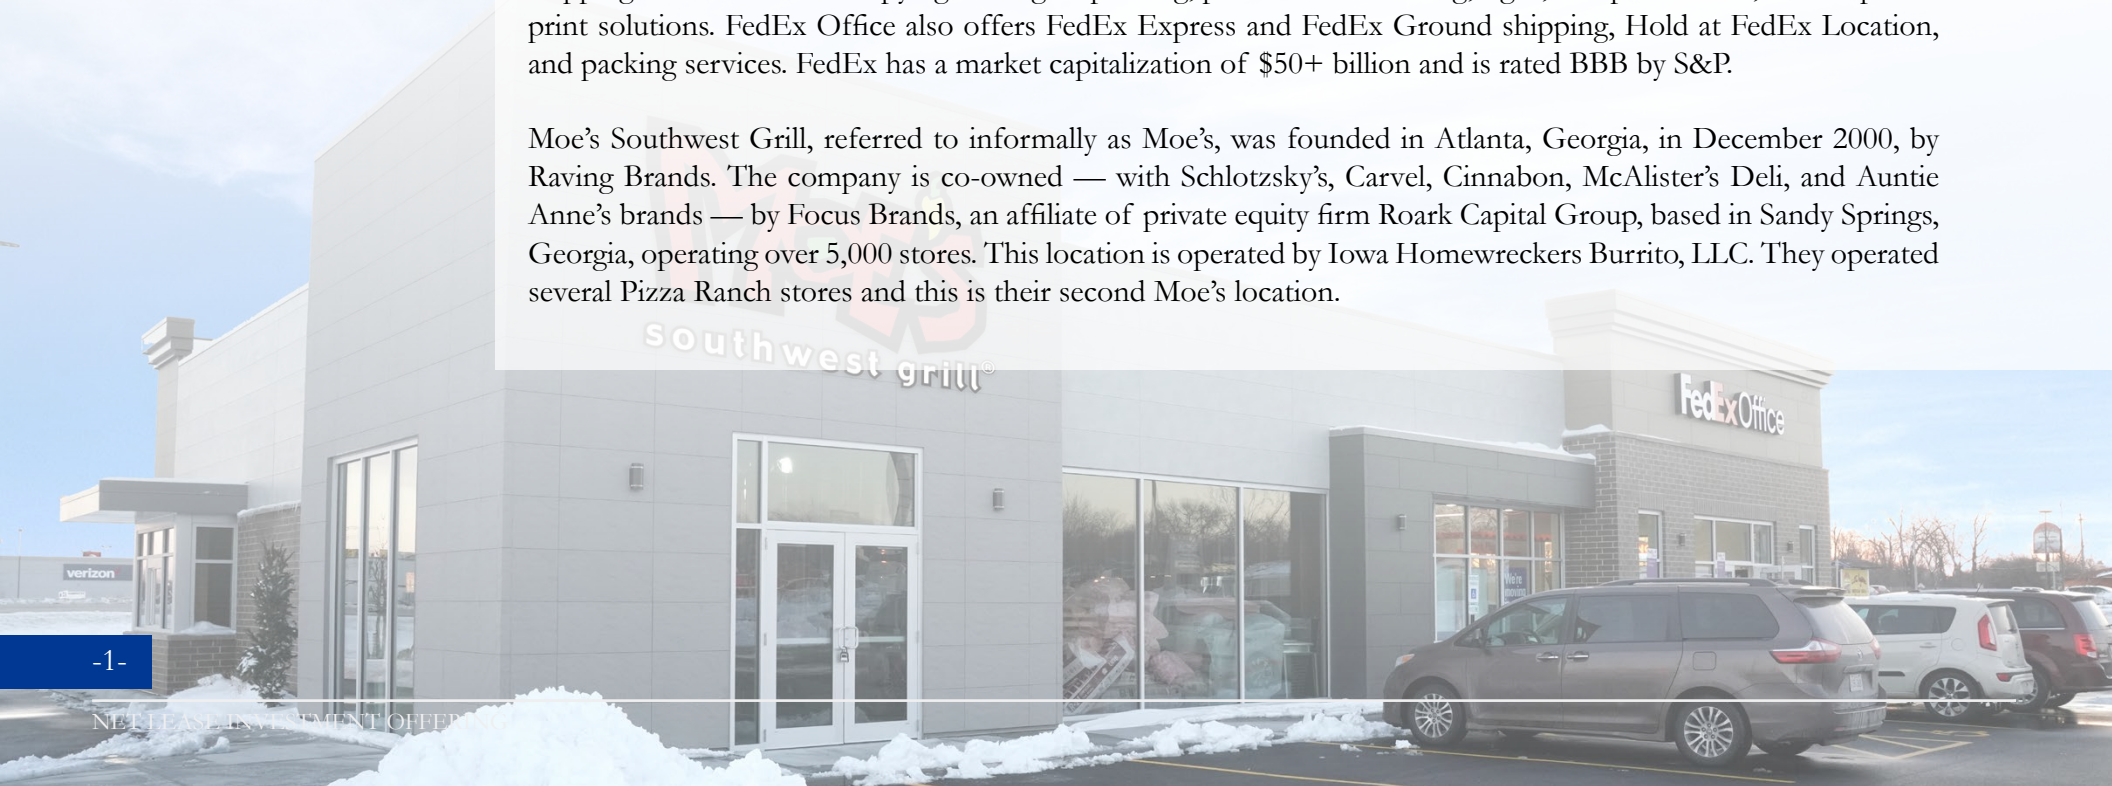 print solutions. FedEx Office also offers FedEx Express and FedEx Ground shipping, Hold at FedEx Location,
and packing services. FedEx has a market capitalization of $50+ billion and is rated BBB by S&P.
Moe’s Southwest Grill, referred to informally as Moe’s, was founded in Atlanta, Georgia, in December 2000, by
Raving Brands. The company is co-owned — with Schlotzsky’s, Carvel, Cinnabon, McAlister’s Deli, and Auntie
Anne’s brands — by Focus Brands, an affiliate of private equity firm Roark Capital Group, based in Sandy Springs,
Georgia, operating over 5,000 stores. This location is operated by Iowa Homewreckers Burrito, LLC. They operated
several Pizza Ranch stores and this is their second Moe’s location.
MOE'S
southwest grill®
FedEx Office
verizon
We're
-1-
NET LEASE INVESTMENT OFFERING